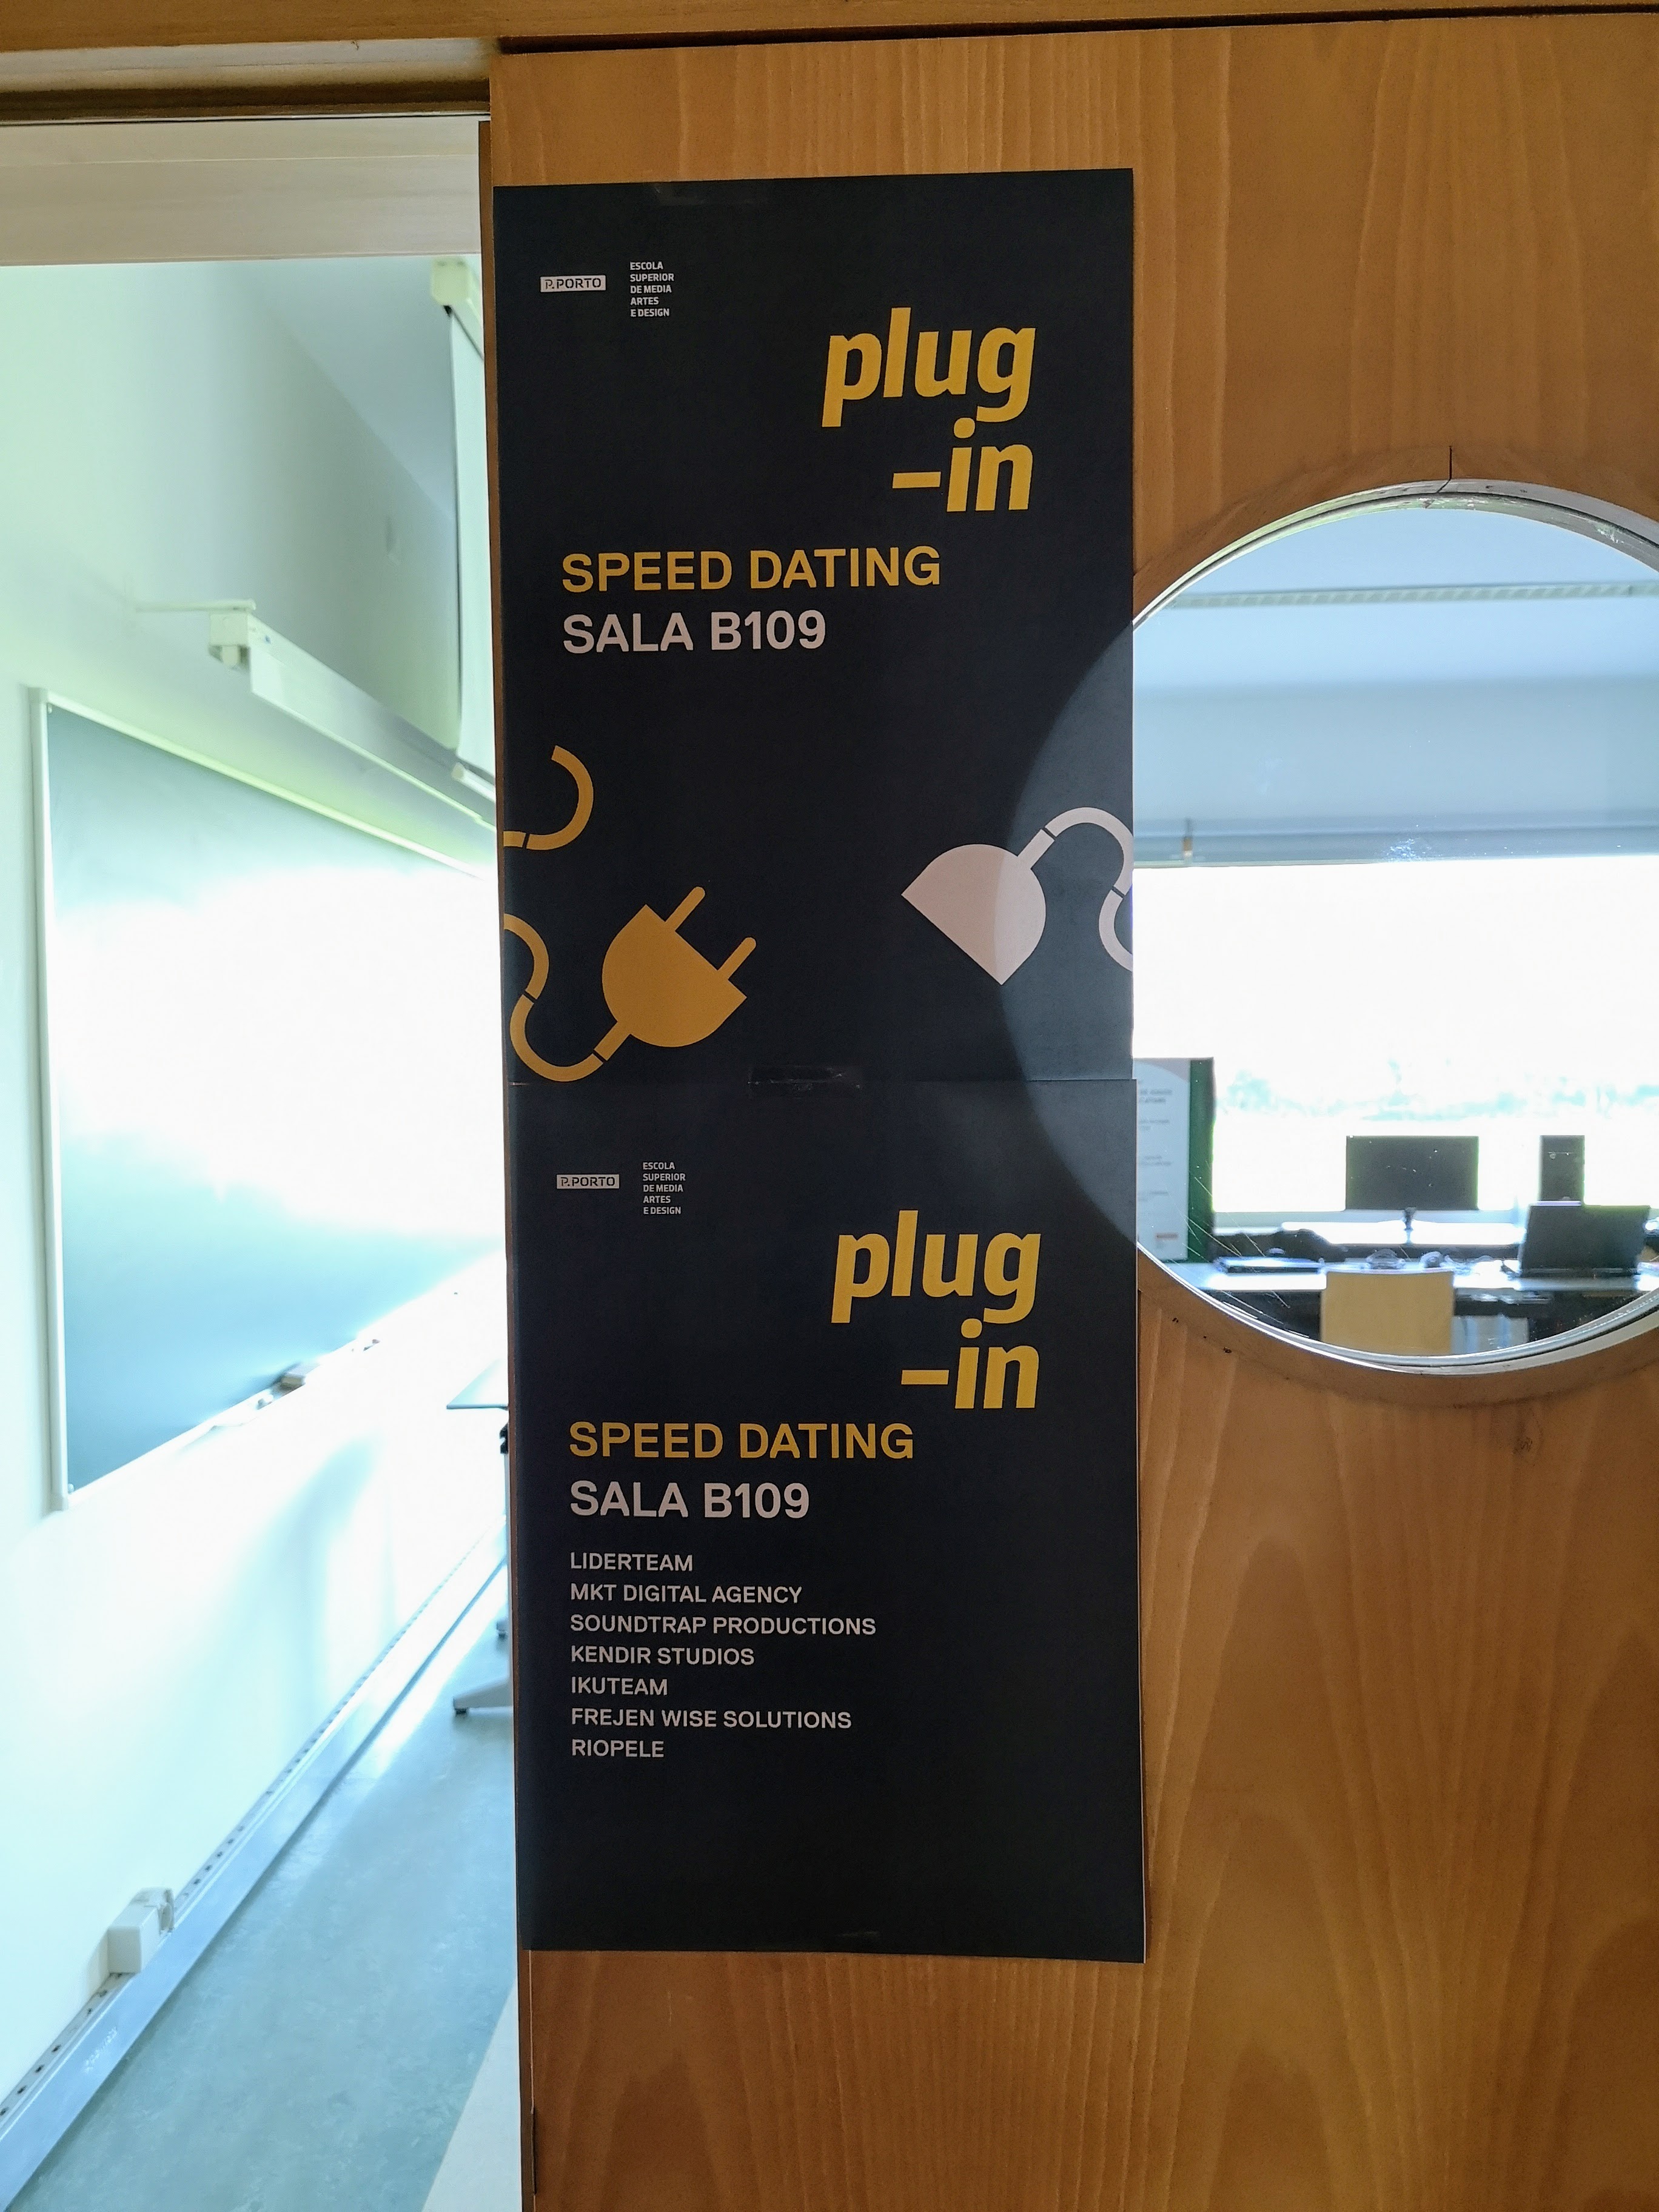 P.PORTO
ESCOLA
SUPERIOR
DE MEDIA
ARTES
E DESIGN
plug
-in
SPEED DATING
SALA B109
P.PORTO
ESCOLA
SUPERIOR
DE MEDIA
ARTES
E DESIGN
plug
-in
SPEED DATING
SALA B109
LIDERTEAM
MKT DIGITAL AGENCY
SOUNDTRAP PRODUCTIONS
KENDIR STUDIOS
IKUTEAM
FREJEN WISE SOLUTIONS
RIOPELE